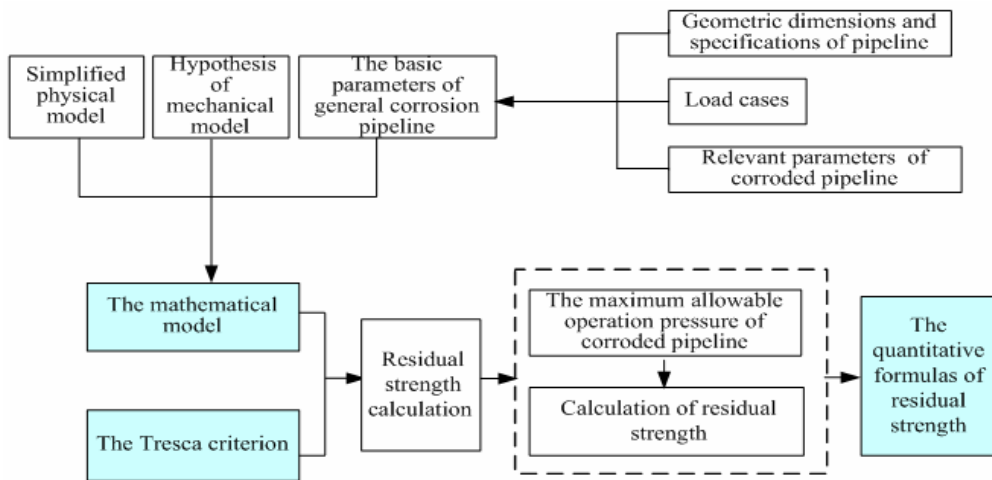 Geometric dimensions and
specifications of pipeline
Simplified
physical model
Hypothesis
of
mechanical
model
The basic
parameters of
general corrosion
pipeline
Load cases
Relevant parameters of
corroded pipeline
The mathematical
model
The Tresca criterion
Residual
strength
calculation
The maximum allowable
operation pressure of
corroded pipeline
Calculation of residual
strength
The
quantitative
formulas of
residual
strength